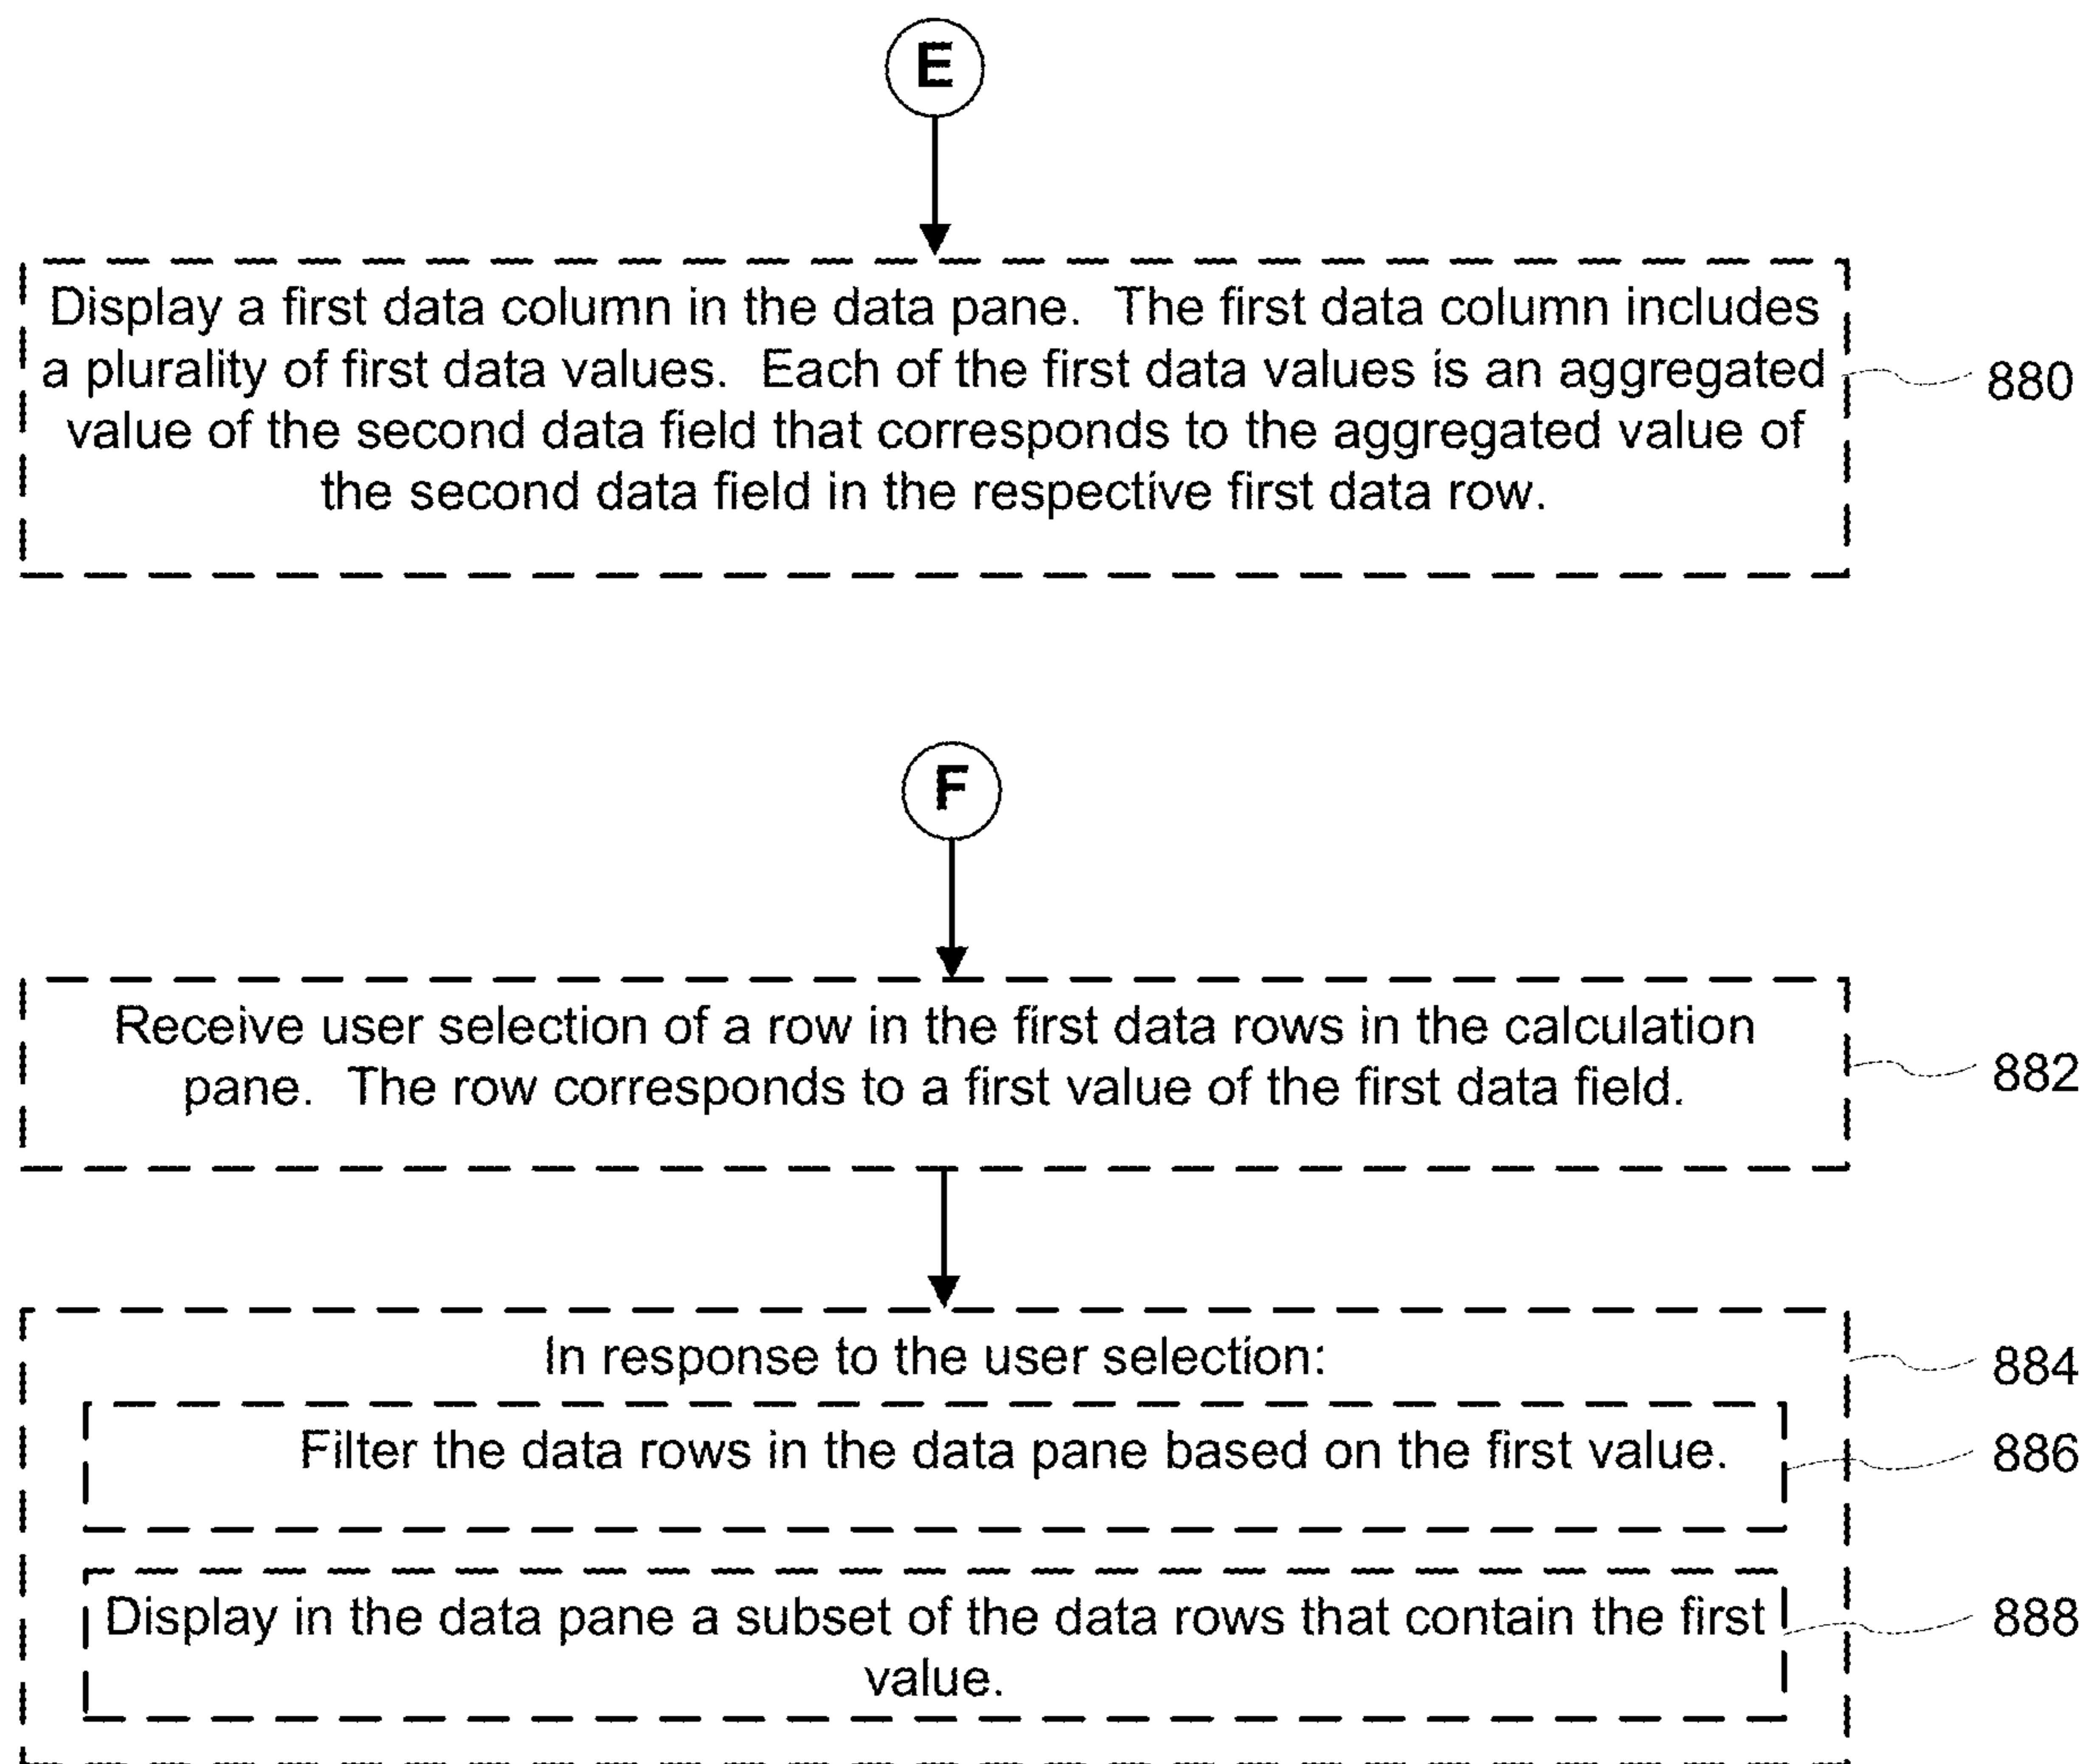 E
Display a first data column in the data pane. The first data column includes
a plurality of first data values. Each of the first data values is an aggregated
value of the second data field that corresponds to the aggregated value of
the second data field in the respective first data row.
880
F
Receive user selection of a row in the first data rows in the calculation
pane. The row corresponds to a first value of the first data field.
882
In response to the user selection:
884
Filter the data rows in the data pane based on the first value.
886
Display in the data pane a subset of the data rows that contain the first
value.
888